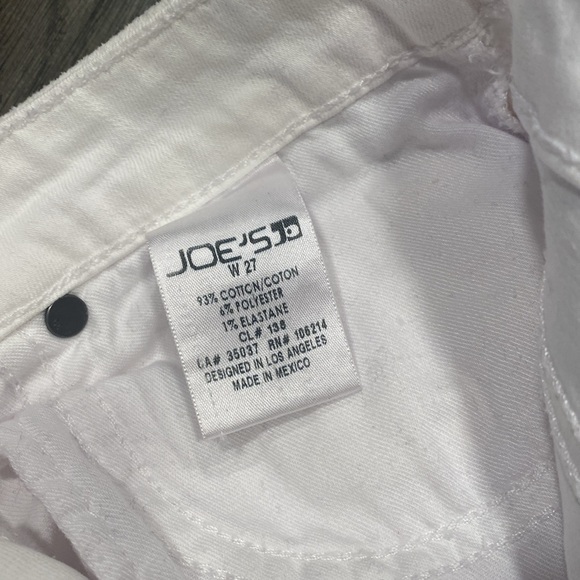 JOE'S
W 27
93% COTTON/COTON
6% POLYESTER
1% ELASTANE
CL# 138
CA# 35037 RN# 106214
DESIGNED IN LOS ANGELES
MADE IN MEXICO